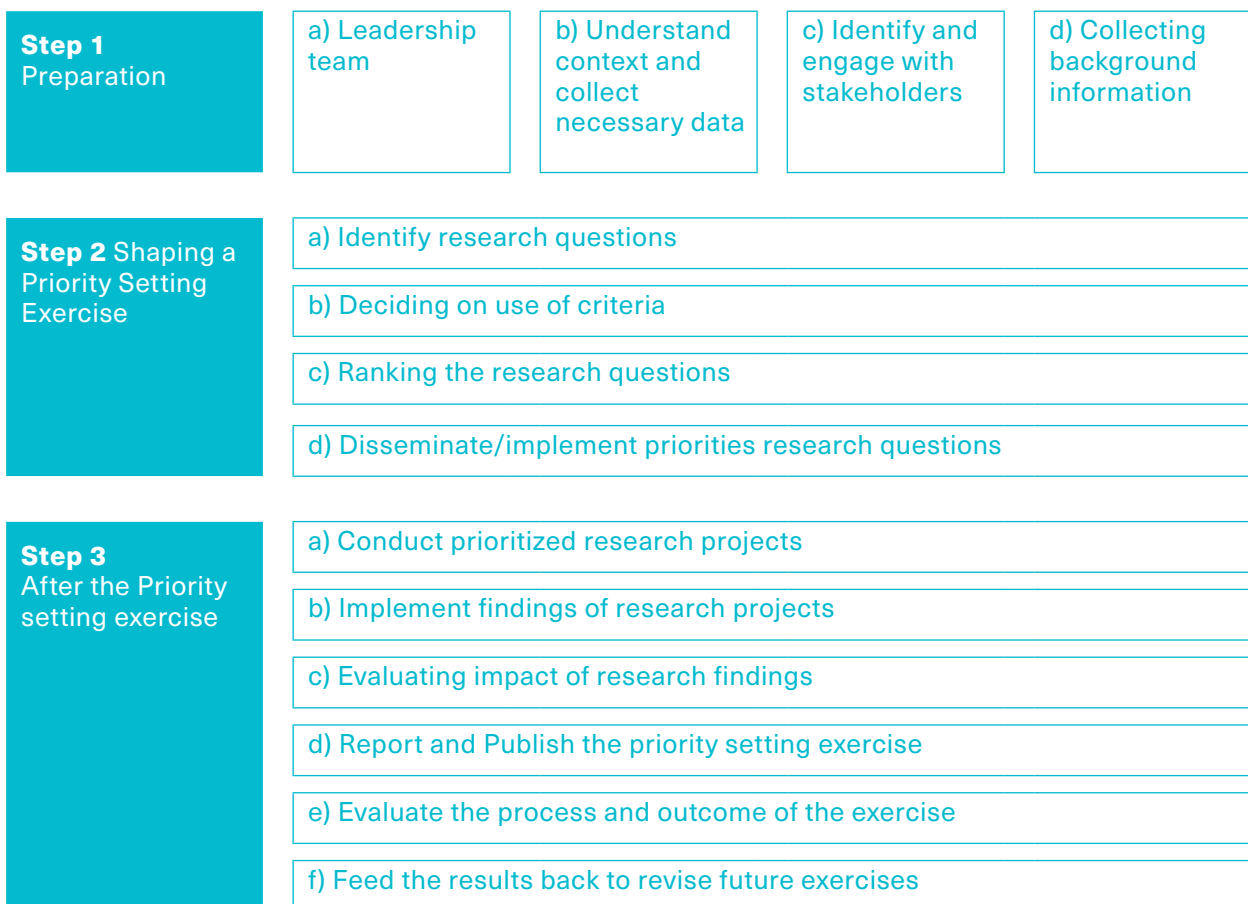 Step 1
Preparation
a) Leadership
team
b) Understand
context and
collect
necessary data
c) Identify and
engage with
stakeholders
d) Collecting
background
information
Step 2 Shaping a
Priority Setting
Exercise
a) Identify research questions
b) Deciding on use of criteria
c) Ranking the research questions
d) Disseminate/implement priorities research questions
Step 3
After the Priority
setting exercise
a) Conduct prioritized research projects
b) Implement findings of research projects
c) Evaluating impact of research findings
d) Report and Publish the priority setting exercise
e) Evaluate the process and outcome of the exercise
f) Feed the results back to revise future exercises